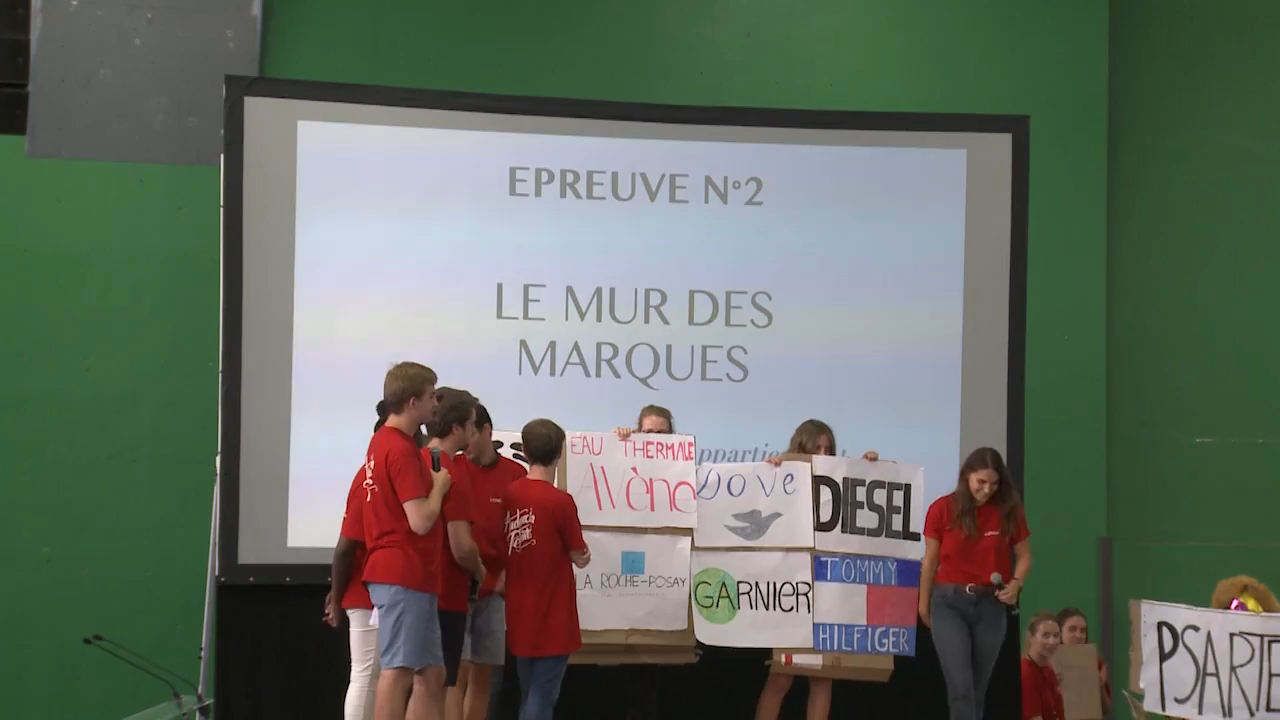 EPREUVE N°2
LE MUR DES
MARQUES
EAU THERMALE
AVène
DOVE
DIESEL
LA ROCHE-POSAY
GARNIER
TOMMY
HILFIGER
PSARTE